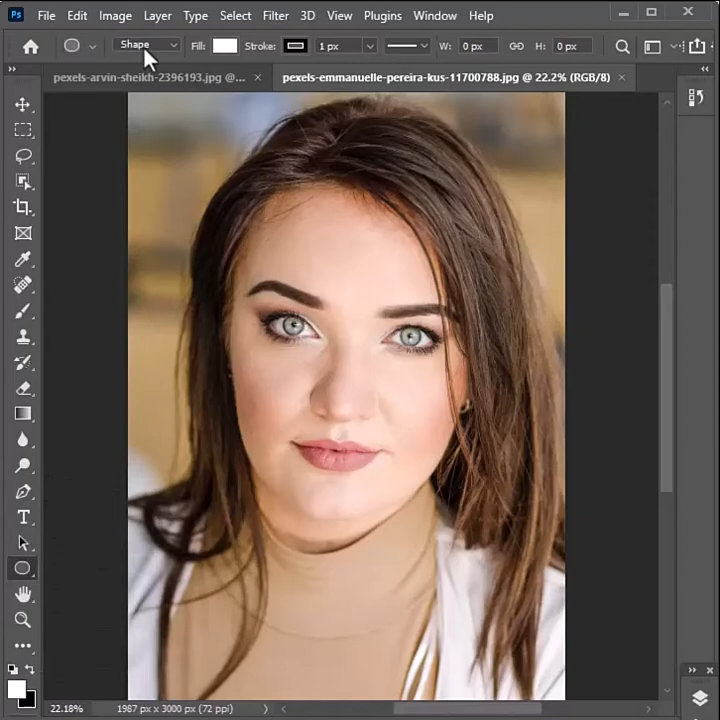 Ps File Edit Image Layer Type Select Filter 3D View Plugins Window Help
Shape Fill: Stroke: 1 px W: 0 px H: 0 px
pexels-arvin-sheikh-2396193.jpg @... × pexels-emmanuelle-pereira-kus-11700788.jpg @ 22.2% (RGB/8) ×
T
22.18% 1987 px x 3000 px (72 ppi)